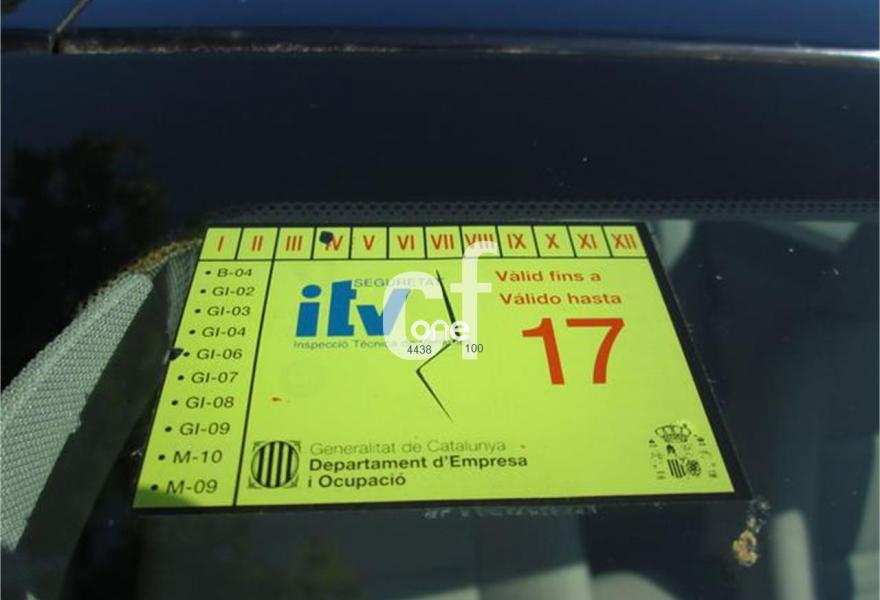 I II III IV V VI VII VIII IX X XI XII
• B-04
• GI-02
• GI-03
• GI-04
• GI-06
• GI-07
• GI-08
• GI-09
• M-10
• M-09
SEGURETAT
itv
Inspecció Tècnica
Vàlid fins a
Válido hasta
17
cf
one
4438 100
Generalitat de Catalunya
Departament d'Empresa
i Ocupació